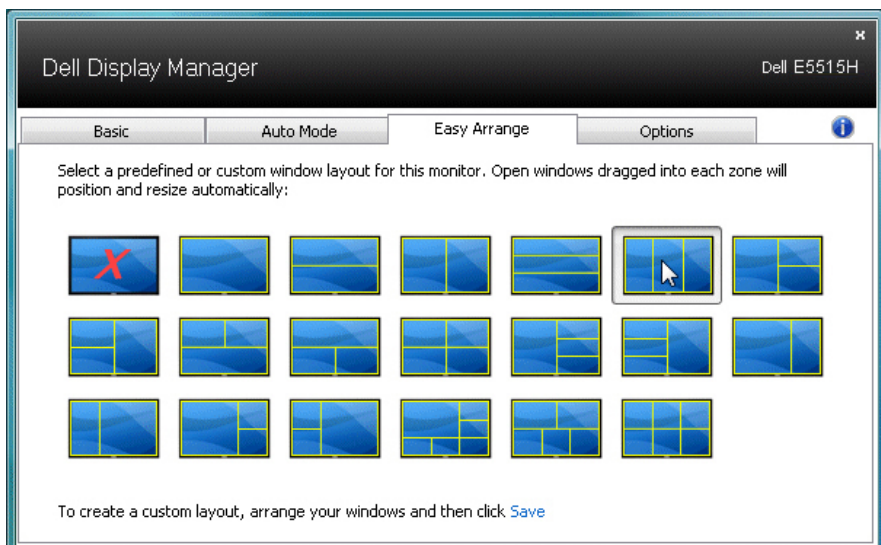 x
Dell Display Manager
Dell E5515H
Basic
Auto Mode
Easy Arrange
Options
i
Select a predefined or custom window layout for this monitor. Open windows dragged into each zone will
position and resize automatically:
X
To create a custom layout, arrange your windows and then click Save